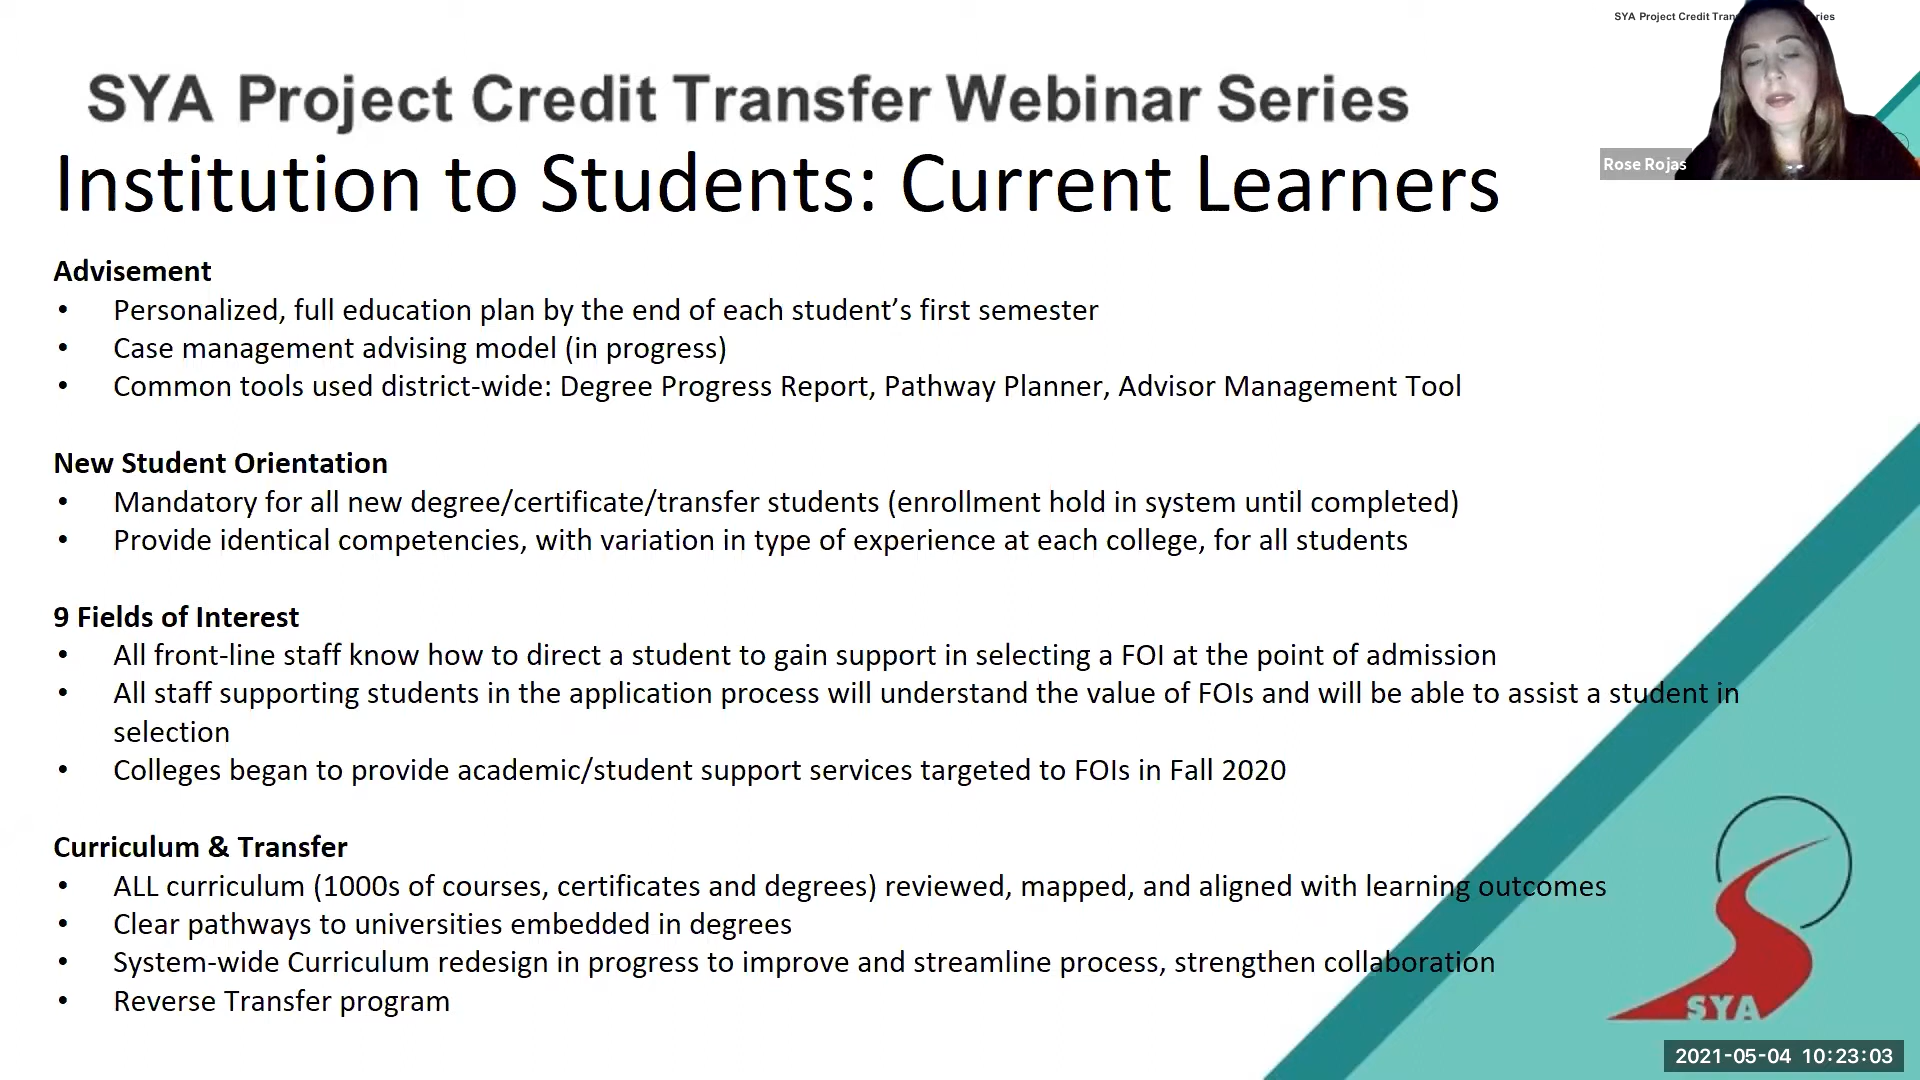 SYA Project Credit Tran
ries
SYA Project Credit Transfer Webinar Series
Rose Rojas
Institution to Students: Current Learners
Advisement
• Personalized, full education plan by the end of each student’s first semester
• Case management advising model (in progress)
• Common tools used district-wide: Degree Progress Report, Pathway Planner, Advisor Management Tool
New Student Orientation
• Mandatory for all new degree/certificate/transfer students (enrollment hold in system until completed)
• Provide identical competencies, with variation in type of experience at each college, for all students
9 Fields of Interest
• All front-line staff know how to direct a student to gain support in selecting a FOI at the point of admission
• All staff supporting students in the application process will understand the value of FOIs and will be able to assist a student in
selection
• Colleges began to provide academic/student support services targeted to FOIs in Fall 2020
Curriculum & Transfer
• ALL curriculum (1000s of courses, certificates and degrees) reviewed, mapped, and aligned with learning outcomes
• Clear pathways to universities embedded in degrees
• System-wide Curriculum redesign in progress to improve and streamline process, strengthen collaboration
• Reverse Transfer program
SYA
2021-05-04 10:23:03